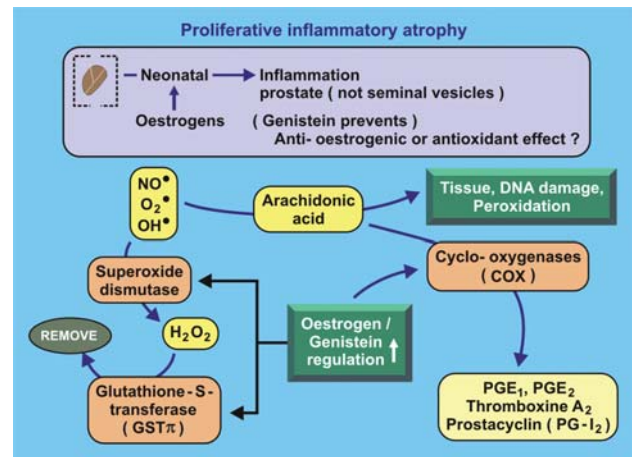 Proliferative inflammatory atrophy
Neonatal
Inflammation
prostate ( not seminal vesicles )
Oestrogens
( Genistein prevents )
Anti- oestrogenic or antioxidant effect ?
NO•
O₂•
OH•
Arachidonic
acid
Tissue, DNA damage,
Peroxidation
Superoxide
dismutase
Cyclo- oxygenases
( COX )
REMOVE
H₂O₂
Oestrogen /
Genistein
regulation
Glutathione - S -
transferase
( GSTπ )
PGE₁, PGE₂
Thromboxine A₂
Prostacyclin ( PG - I₂ )